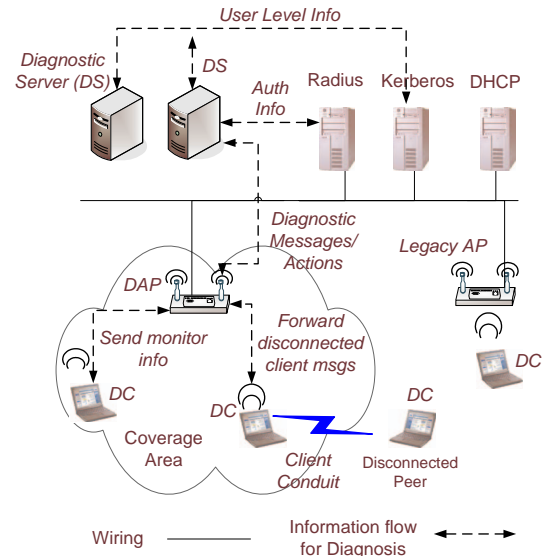 User Level Info
Diagnostic
Server (DS)
DS
Auth
Info
Radius
Kerberos
DHCP
Diagnostic
Messages/
Actions
Legacy AP
DAP
Send monitor
info
Forward
disconnected
client msgs
DC
DC
DC
DC
Coverage
Area
Client
Conduit
Disconnected
Peer
Wiring
Information flow
for Diagnosis